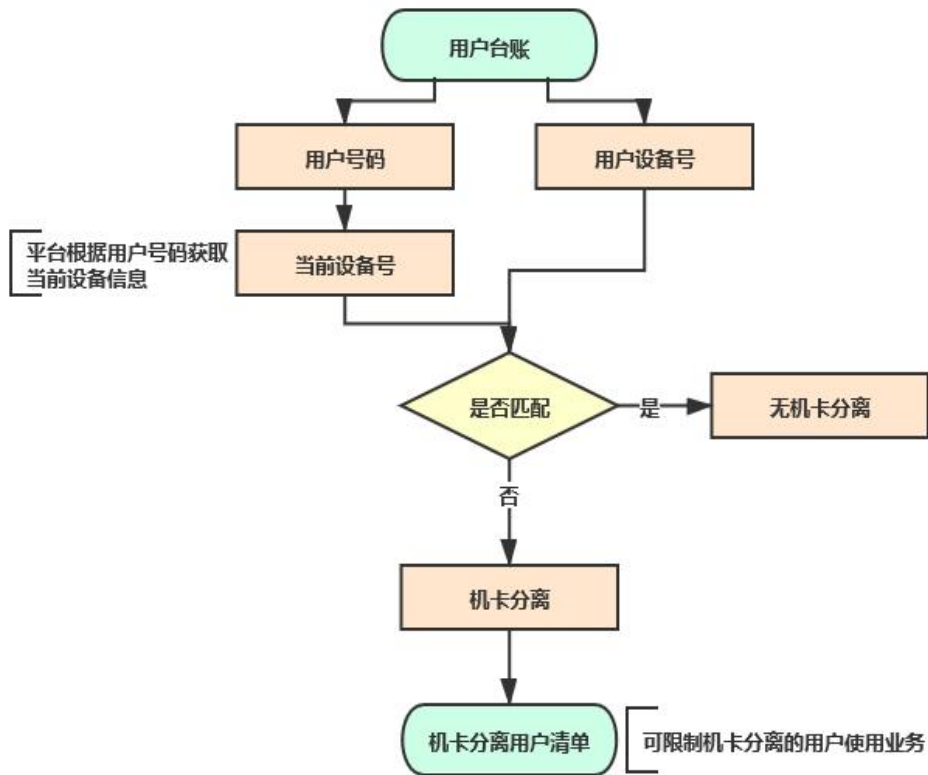 用户台账
用户号码
用户设备号
平台根据用户号码获取
当前设备信息
当前设备号
是否匹配
是
无机卡分离
否
机卡分离
机卡分离用户清单
可限制机卡分离的用户使用业务